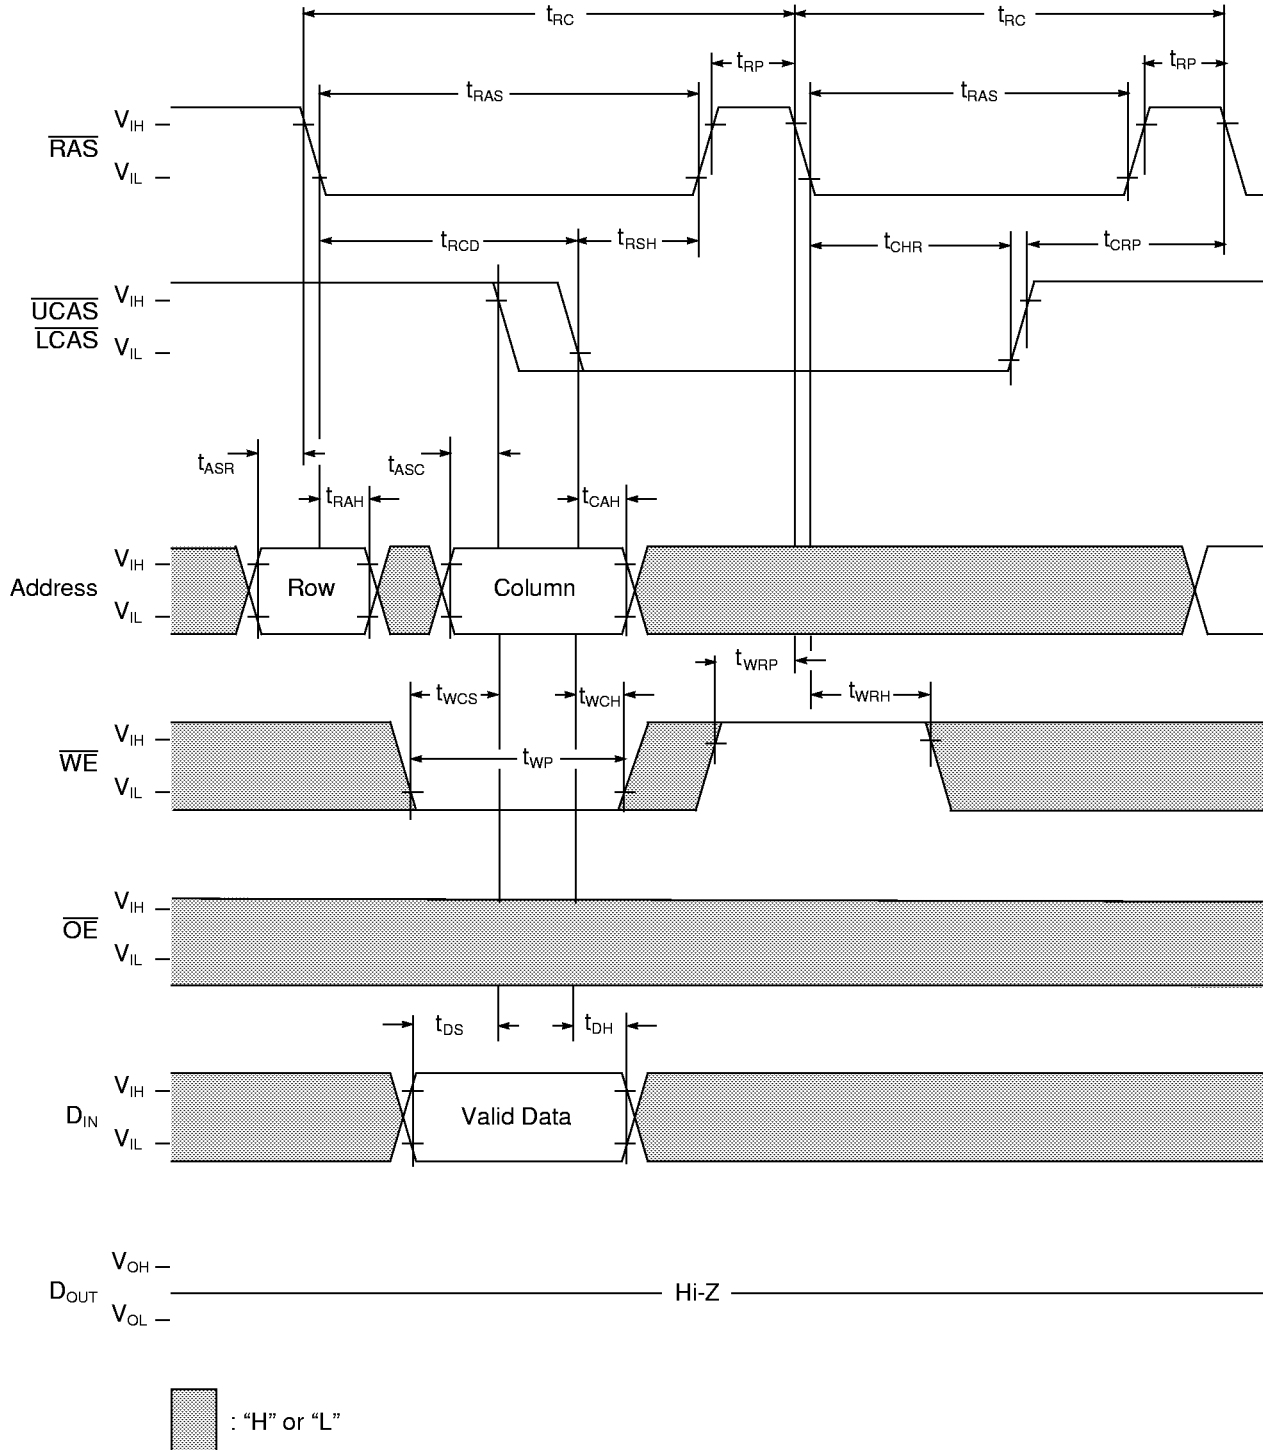 tRC tRC
tRP tRP
tRAS tRAS
VIH
RAS
VIL
tRCD tRSH tCHR tCRP
VIH
UCAS
LCAS
VIL
tASR tASC
tRAH tCAH
VIH
Address Row Column
VIL
tWRP
tWCS tWCH tWRH
VIH
WE tWP
VIL
VIH
OE
VIL
tDS tDH
VIH
DIN Valid Data
VIL
VOH
DOUT Hi-Z
VOL
: “H” or “L”